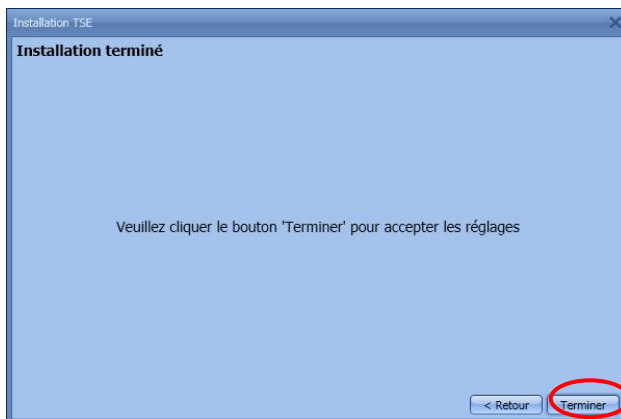 Installation TSE
Installation terminé
Veuillez cliquer le bouton 'Terminer' pour accepter les réglages
< Retour
Terminer